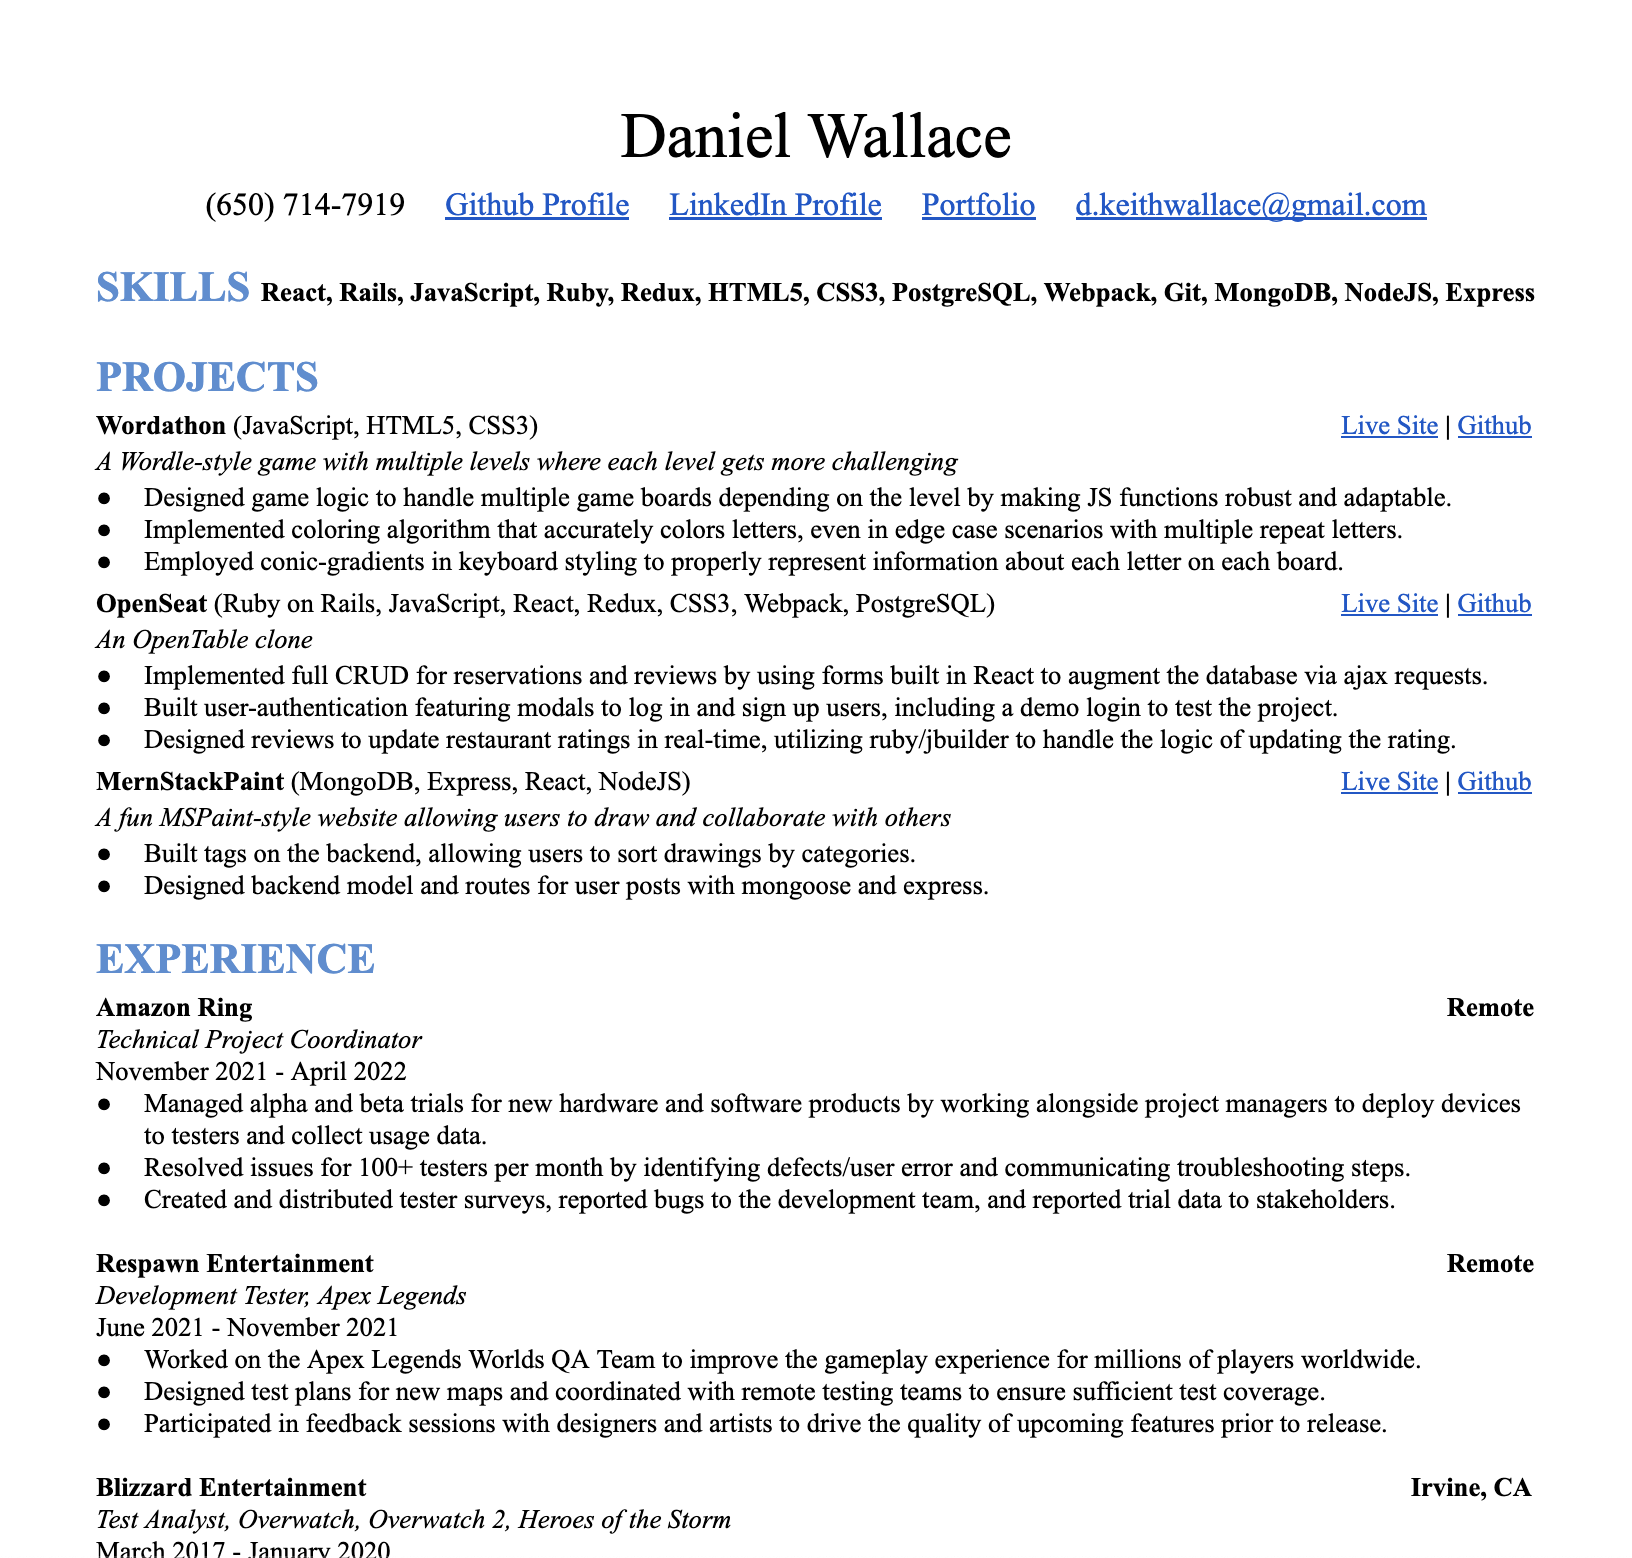 Daniel Wallace
(650) 714-7919 Github Profile LinkedIn Profile Portfolio d.keithwallace@gmail.com
SKILLS React, Rails, JavaScript, Ruby, Redux, HTML5, CSS3, PostgreSQL, Webpack, Git, MongoDB, NodeJS, Express
PROJECTS
Wordathon (JavaScript, HTML5, CSS3) Live Site | Github
A Wordle-style game with multiple levels where each level gets more challenging
● Designed game logic to handle multiple game boards depending on the level by making JS functions robust and adaptable.
● Implemented coloring algorithm that accurately colors letters, even in edge case scenarios with multiple repeat letters.
● Employed conic-gradients in keyboard styling to properly represent information about each letter on each board.
OpenSeat (Ruby on Rails, JavaScript, React, Redux, CSS3, Webpack, PostgreSQL) Live Site | Github
An OpenTable clone
● Implemented full CRUD for reservations and reviews by using forms built in React to augment the database via ajax requests.
● Built user-authentication featuring modals to log in and sign up users, including a demo login to test the project.
● Designed reviews to update restaurant ratings in real-time, utilizing ruby/jbuilder to handle the logic of updating the rating.
MernStackPaint (MongoDB, Express, React, NodeJS) Live Site | Github
A fun MSPaint-style website allowing users to draw and collaborate with others
● Built tags on the backend, allowing users to sort drawings by categories.
● Designed backend model and routes for user posts with mongoose and express.
EXPERIENCE
Amazon Ring Remote
Technical Project Coordinator
November 2021 - April 2022
● Managed alpha and beta trials for new hardware and software products by working alongside project managers to deploy devices
to testers and collect usage data.
● Resolved issues for 100+ testers per month by identifying defects/user error and communicating troubleshooting steps.
● Created and distributed tester surveys, reported bugs to the development team, and reported trial data to stakeholders.
Respawn Entertainment Remote
Development Tester, Apex Legends
June 2021 - November 2021
● Worked on the Apex Legends Worlds QA Team to improve the gameplay experience for millions of players worldwide.
● Designed test plans for new maps and coordinated with remote testing teams to ensure sufficient test coverage.
● Participated in feedback sessions with designers and artists to drive the quality of upcoming features prior to release.
Blizzard Entertainment Irvine, CA
Test Analyst, Overwatch, Overwatch 2, Heroes of the Storm
March 2017 - January 2020